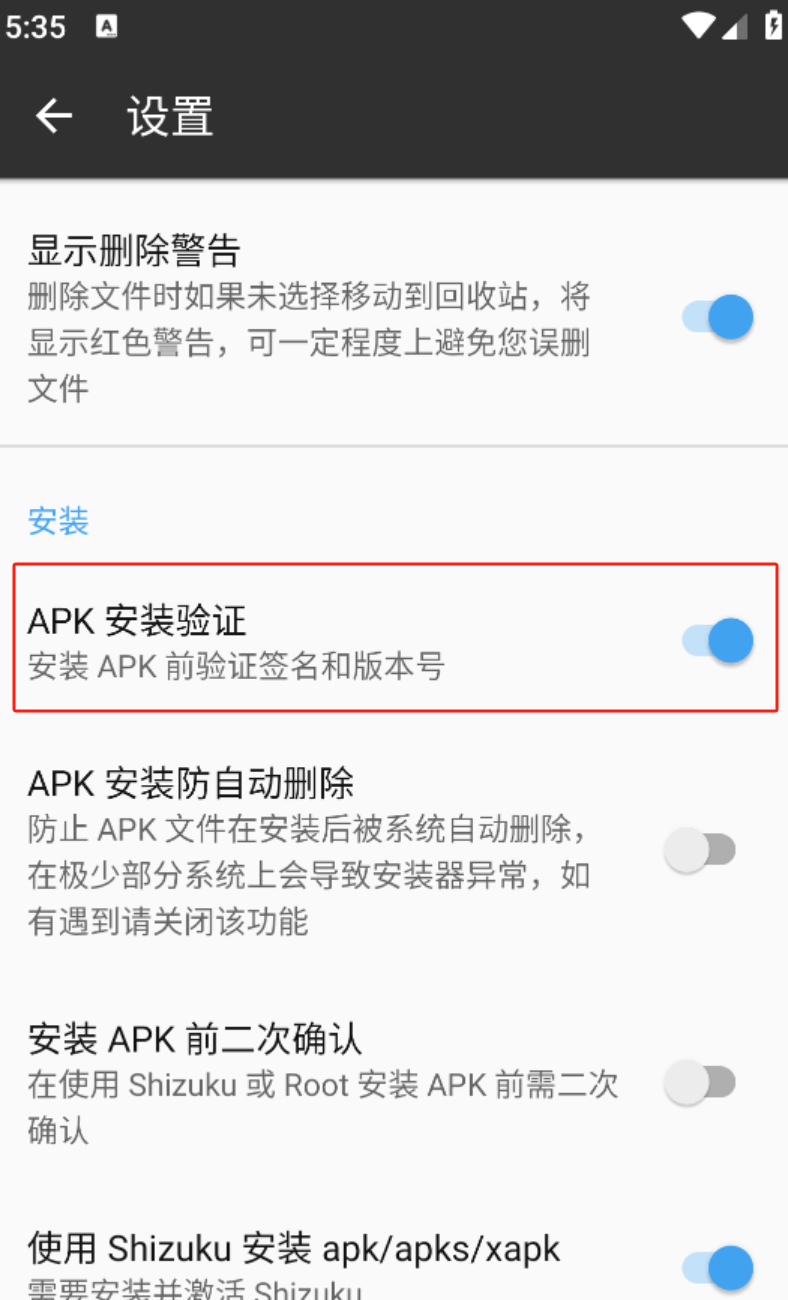 5:35
A
设置
显示删除警告
删除文件时如果未选择移动到回收站，将
显示红色警告，可一定程度上避免您误删
文件
安装
APK 安装验证
安装 APK 前验证签名和版本号
APK 安装防自动删除
防止 APK 文件在安装后被系统自动删除，
在极少部分系统上会导致安装器异常，如
有遇到请关闭该功能
安装 APK 前二次确认
在使用 Shizuku 或 Root 安装 APK 前需二次
确认
使用 Shizuku 安装 apk/apks/xapk
需要安装并激活 Shizuku